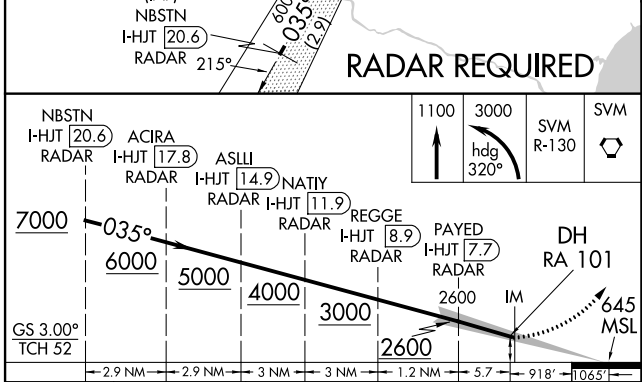 (IAF)
NBSTN
I-HJT 20.6
RADAR
215°
6000
035°
(2.9)
RADAR REQUIRED
NBSTN
I-HJT 20.6
RADAR
ACIRA
I-HJT 17.8
RADAR
ASLLI
I-HJT 14.9
RADAR
NATIY
I-HJT 11.9
RADAR
REGGE
I-HJT 8.9
RADAR
PAYED
I-HJT 7.7
RADAR
1100
3000
hdg
320°
SVM
R-130
SVM
DH
RA 101
7000
035°
6000
5000
4000
3000
2600
2600
IM
645
MSL
GS 3.00°
TCH 52
2.9 NM
2.9 NM
3 NM
3 NM
1.2 NM
5.7
918'
1065'